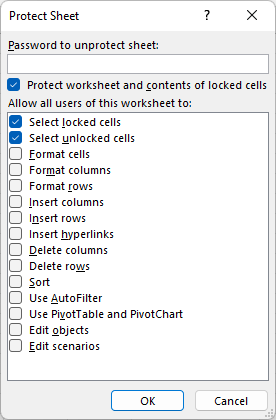 Protect Sheet ? ×
Password to unprotect sheet:
Protect worksheet and contents of locked cells
Allow all users of this worksheet to:
Select locked cells
Select unlocked cells
Format cells
Format columns
Format rows
Insert columns
Insert rows
Insert hyperlinks
Delete columns
Delete rows
Sort
Use AutoFilter
Use PivotTable and PivotChart
Edit objects
Edit scenarios
OK Cancel